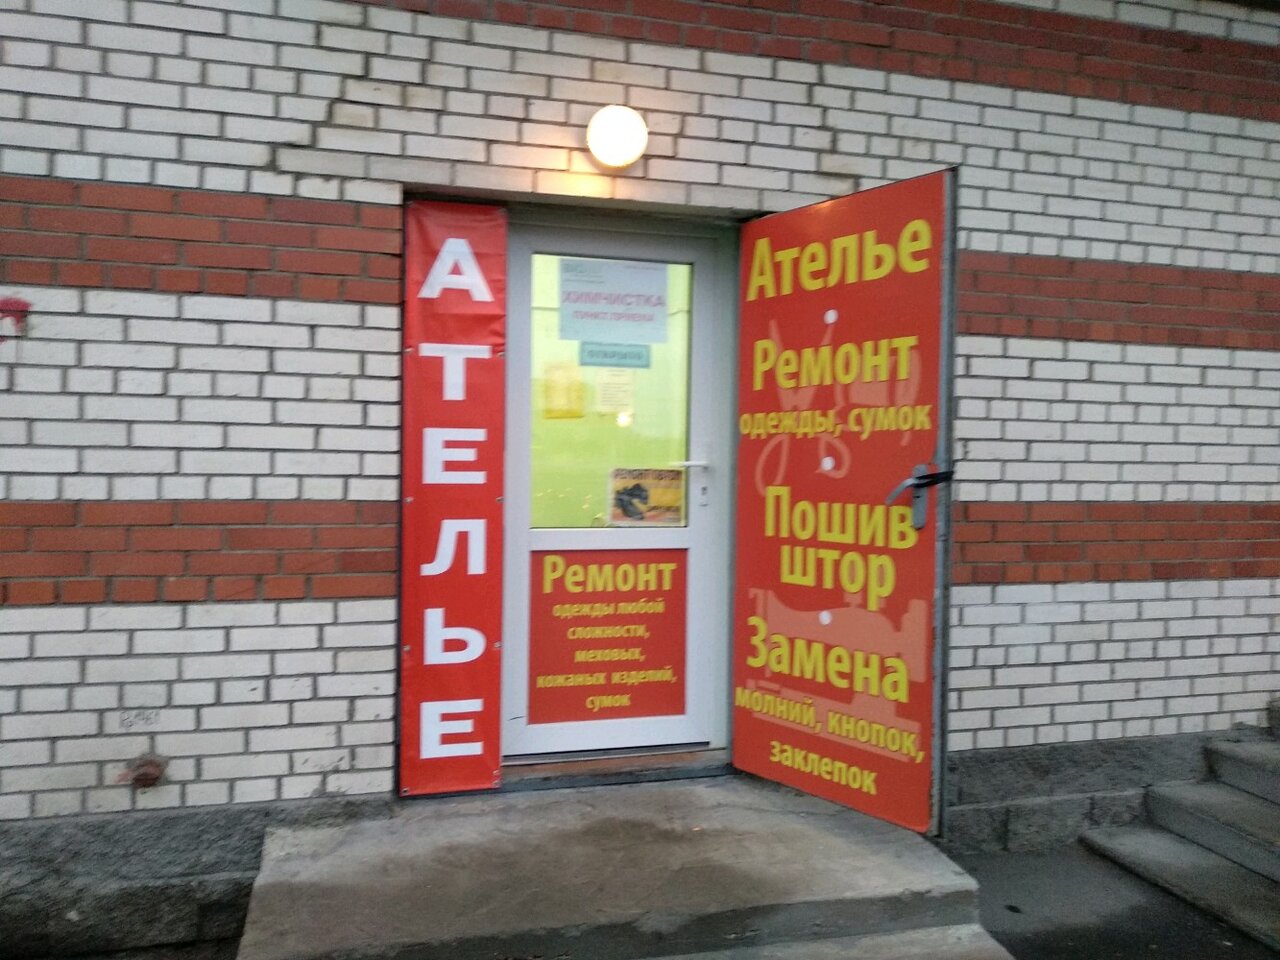 АТЕЛЬЕ
ХИМЧИСТКА
ПУНКТ ПРИЕМА
ОТКРЫТО
Ремонт
одежды любой
сложности,
меховых,
кожаных изделий,
сумок
Ателье
Ремонт
одежды, сумок
Пошив
штор
Замена
молний, кнопок,
заклепок